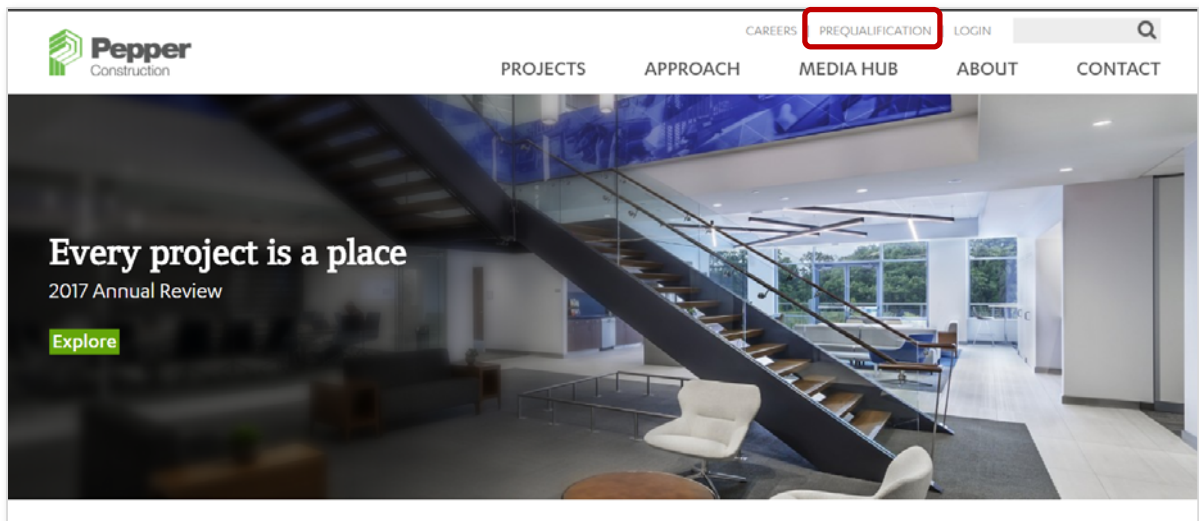 CAREERS | PREQUALIFICATION | LOGIN
Pepper
Construction
PROJECTS APPROACH MEDIA HUB ABOUT CONTACT
Every project is a place
2017 Annual Review
Explore